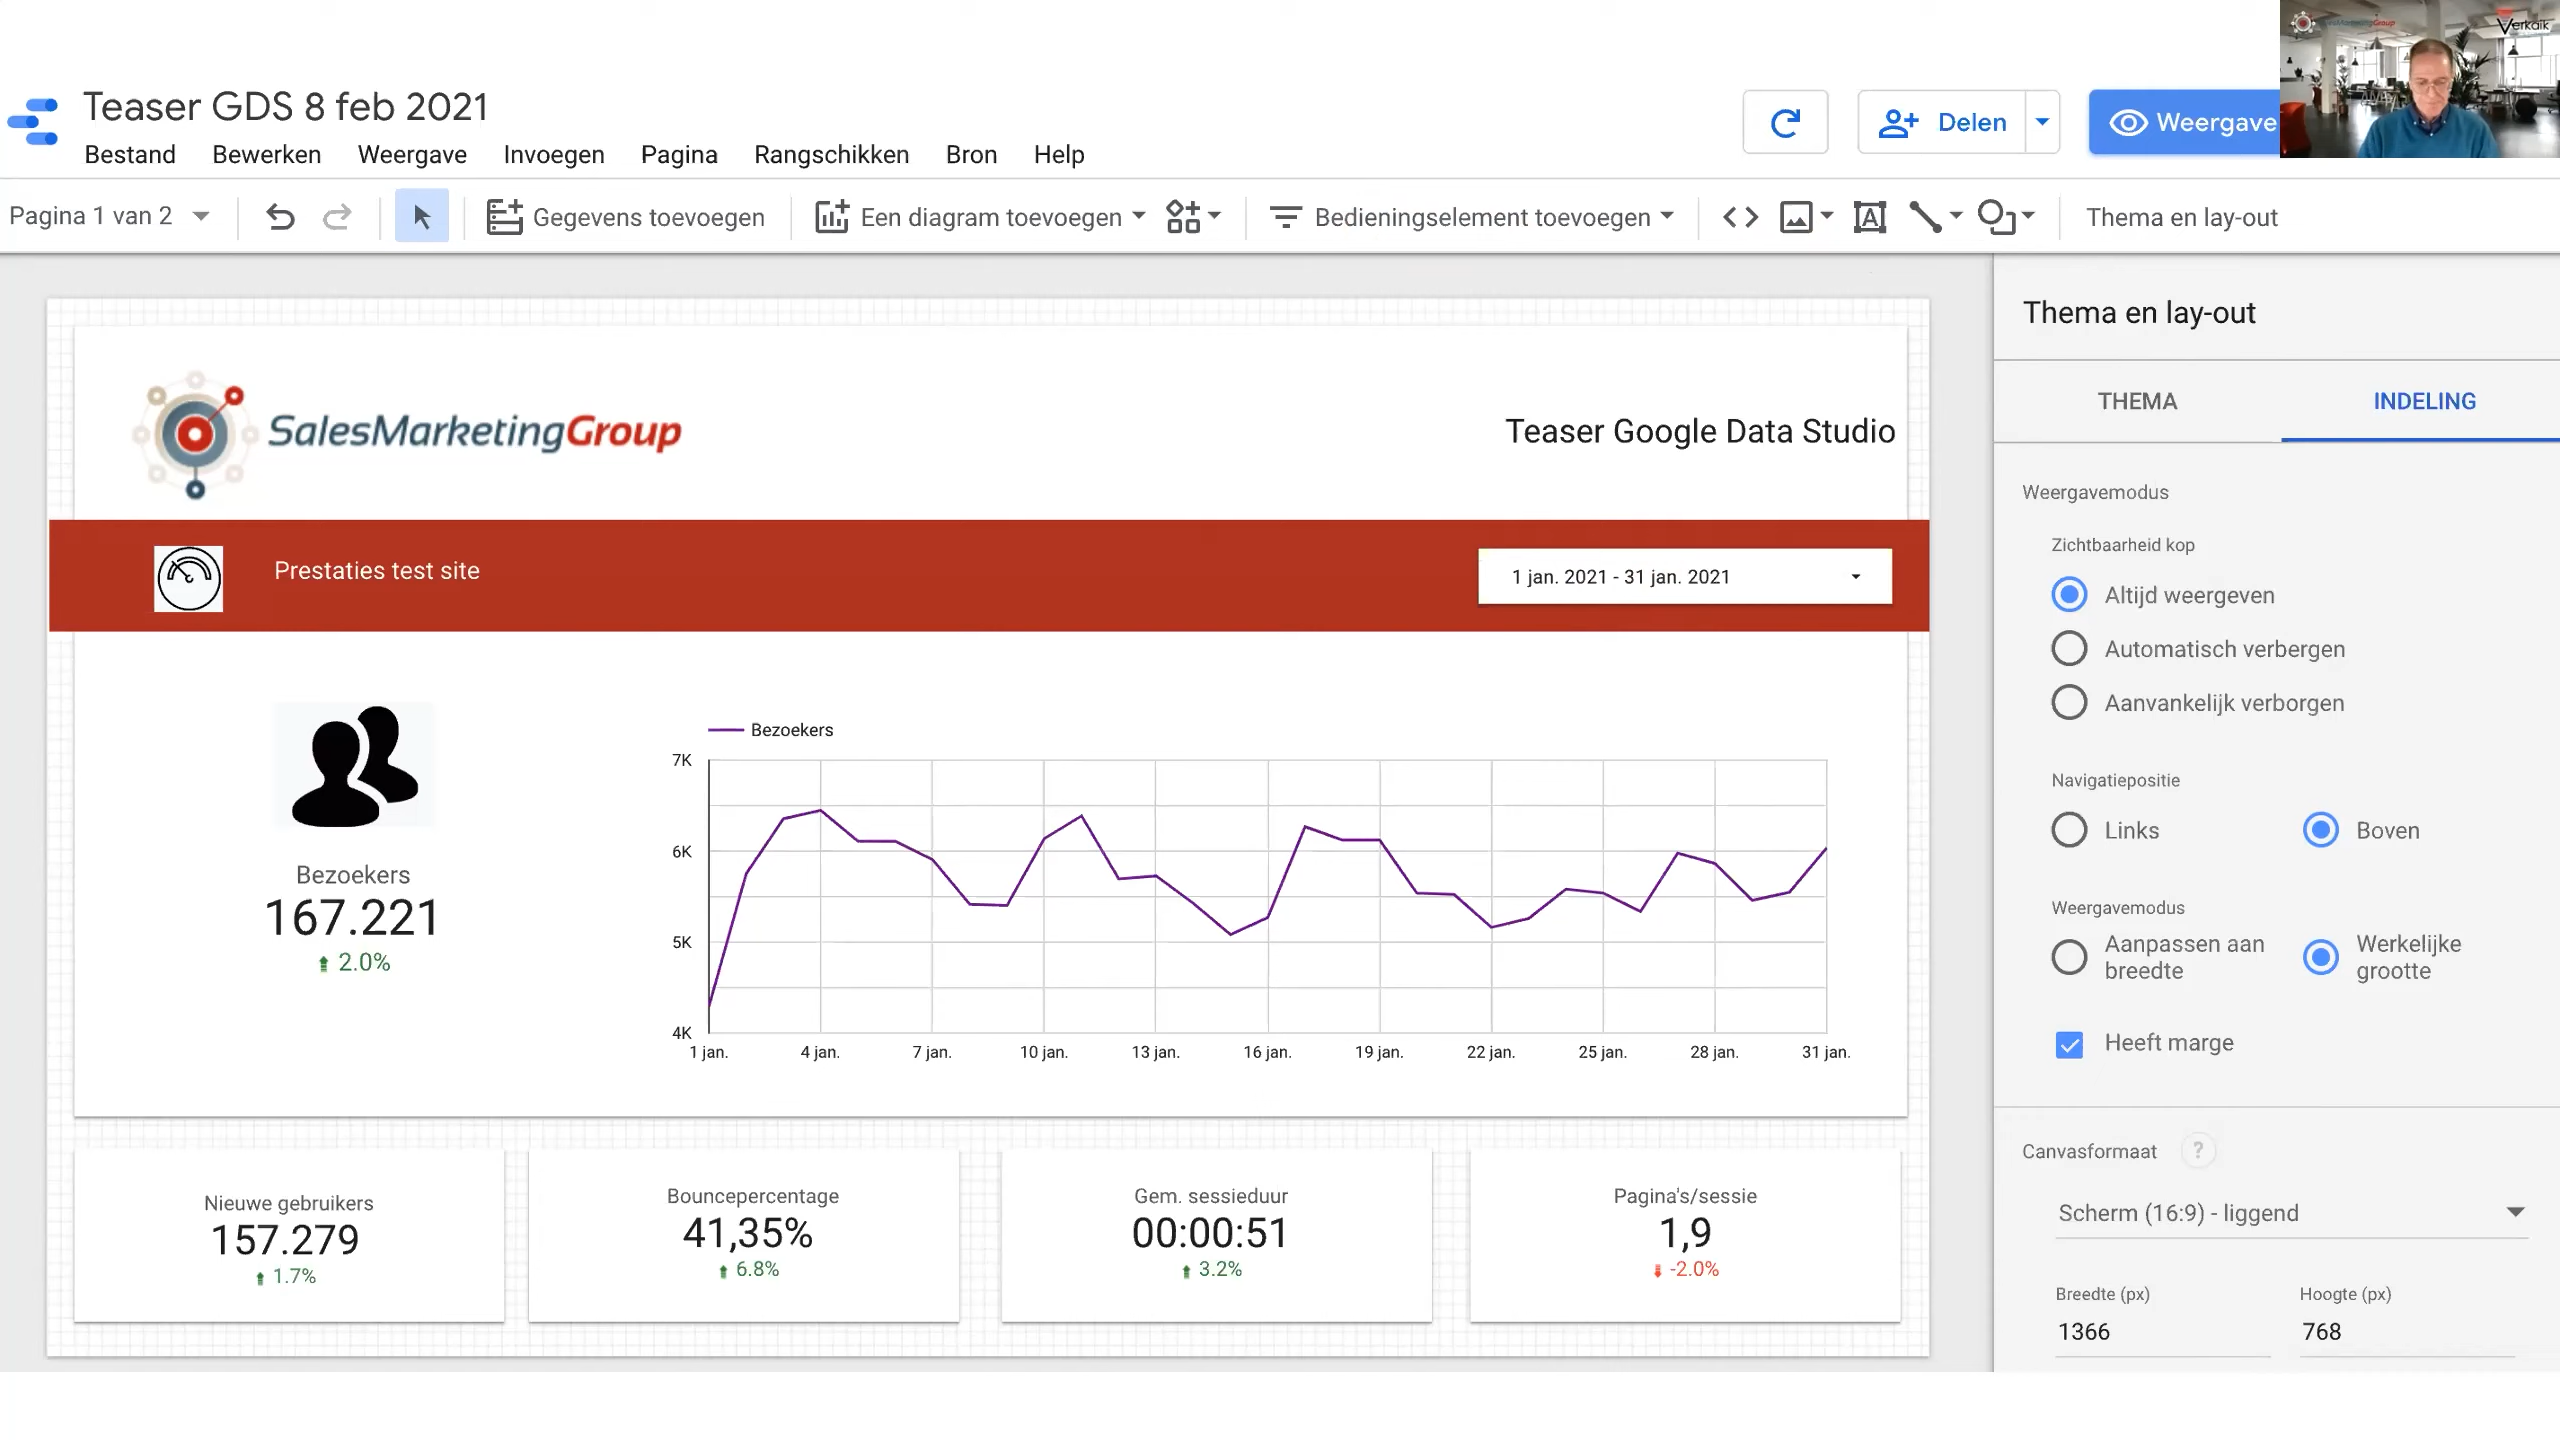 SalesMarketingGroup
Verkaik
Teaser GDS 8 feb 2021
Delen
Weergave
Bestand Bewerken Weergave Invoegen Pagina Rangschikken Bron Help
Pagina 1 van 2
Gegevens toevoegen
Een diagram toevoegen
Bedieningselement toevoegen
Thema en lay-out
SalesMarketingGroup
Teaser Google Data Studio
Prestaties test site
1 jan. 2021 - 31 jan. 2021
Bezoekers
167.221
2.0%
Bezoekers
7K
6K
5K
4K
1 jan. 4 jan. 7 jan. 10 jan. 13 jan. 16 jan. 19 jan. 22 jan. 25 jan. 28 jan. 31 jan.
Nieuwe gebruikers
157.279
1.7%
Bouncepercentage
41,35%
6.8%
Gem. sessieduur
00:00:51
3.2%
Pagina's/sessie
1,9
-2.0%
Thema en lay-out
THEMA INDELING
Weergavemodus
Zichtbaarheid kop
Altijd weergeven
Automatisch verbergen
Aanvankelijk verborgen
Navigatiepositie
Links Boven
Weergavemodus
Aanpassen aan
breedte
Werkelijke
grootte
Heeft marge
Canvasformaat ?
Scherm (16:9) - liggend
Breedte (px) Hoogte (px)
1366 768